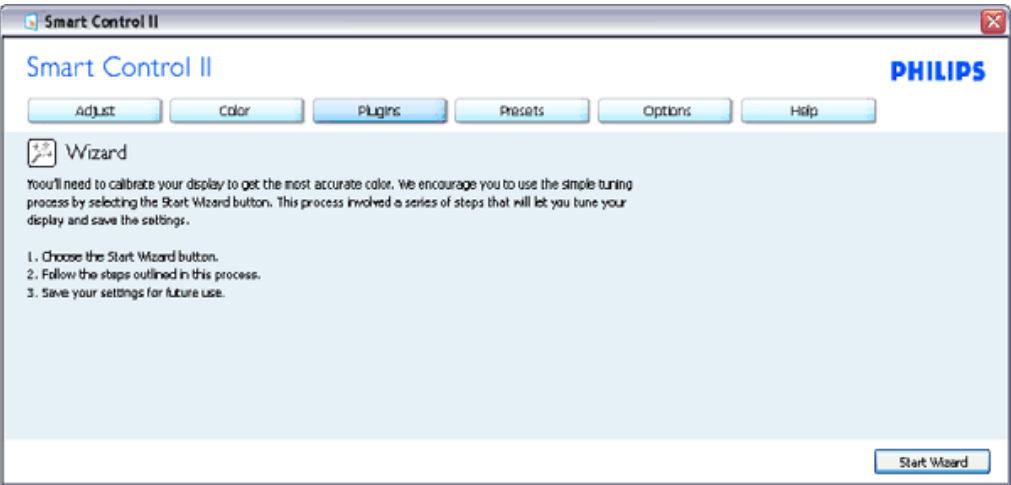 Smart Control II
Smart Control II
PHILIPS
Adjust Color Plugins Presets Options Help
Wizard
Yoou'll need to calibrate your display to get the most accurate color. We encourage you to use the simple tuning
process by selecting the Start Wizard button. This process involved a series of steps that will let you tune your
display and save the settings.
1. Choose the Start Wizard button.
2. Follow the steps outlined in this process.
3. Save your settings for future use.
Start Wizard